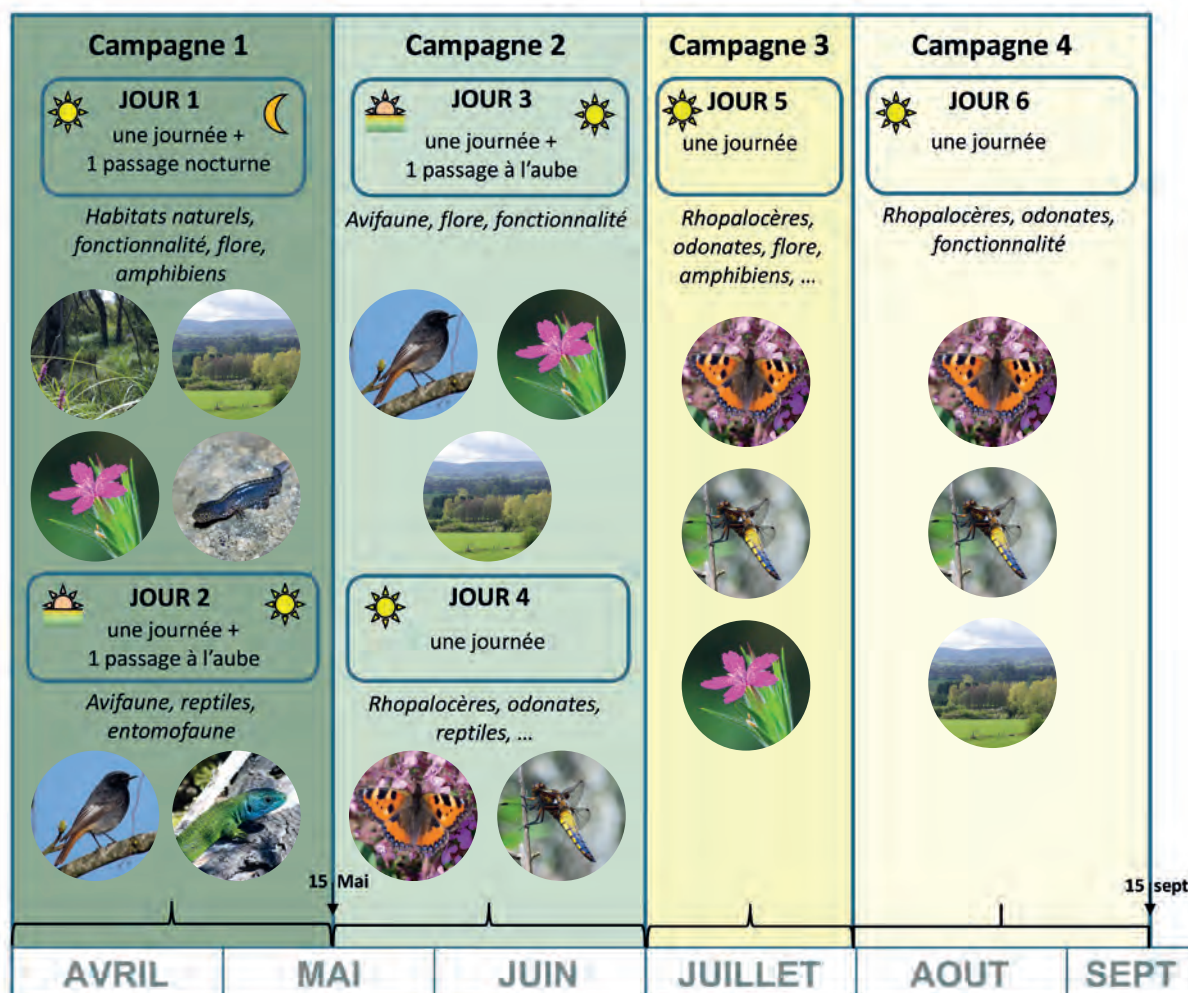 Campagne 1
JOUR 1
une journée +
1 passage nocturne
Habitats naturels,
fonctionnalité, flore,
amphibiens
JOUR 2
une journée +
1 passage à l'aube
Avifaune, reptiles,
entomofaune
Campagne 2
JOUR 3
une journée +
1 passage à l'aube
Avifaune, flore, fonctionnalité
JOUR 4
une journée
Rhopalocères, odonates,
reptiles, ...
Campagne 3
JOUR 5
une journée
Rhopalocères,
odonates, flore,
amphibiens, ...
Campagne 4
JOUR 6
une journée
Rhopalocères, odonates,
fonctionnalité
15 Mai
15 sept
AVRIL
MAI
JUIN
JUILLET
AOUT
SEPT